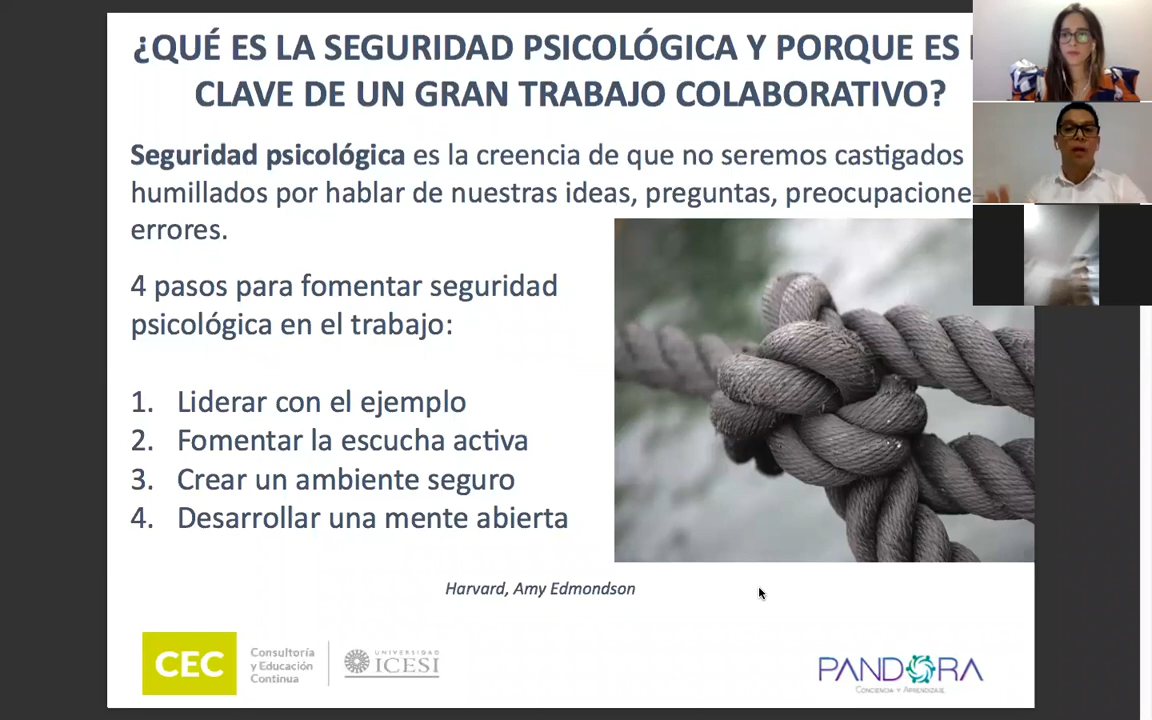 ¿QUÉ ES LA SEGURIDAD PSICOLÓGICA Y PORQUE ES
CLAVE DE UN GRAN TRABAJO COLABORATIVO?
Seguridad psicológica es la creencia de que no seremos castigados
humillados por hablar de nuestras ideas, preguntas, preocupacione
errores.
4 pasos para fomentar seguridad
psicológica en el trabajo:
1. Liderar con el ejemplo
2. Fomentar la escucha activa
3. Crear un ambiente seguro
4. Desarrollar una mente abierta
Harvard, Amy Edmondson
CEC
Consultoría
y Educación
Continua
UNIVERSIDAD
ICESI
PANDORA
CONCIENCIA Y APRENDIZAJE